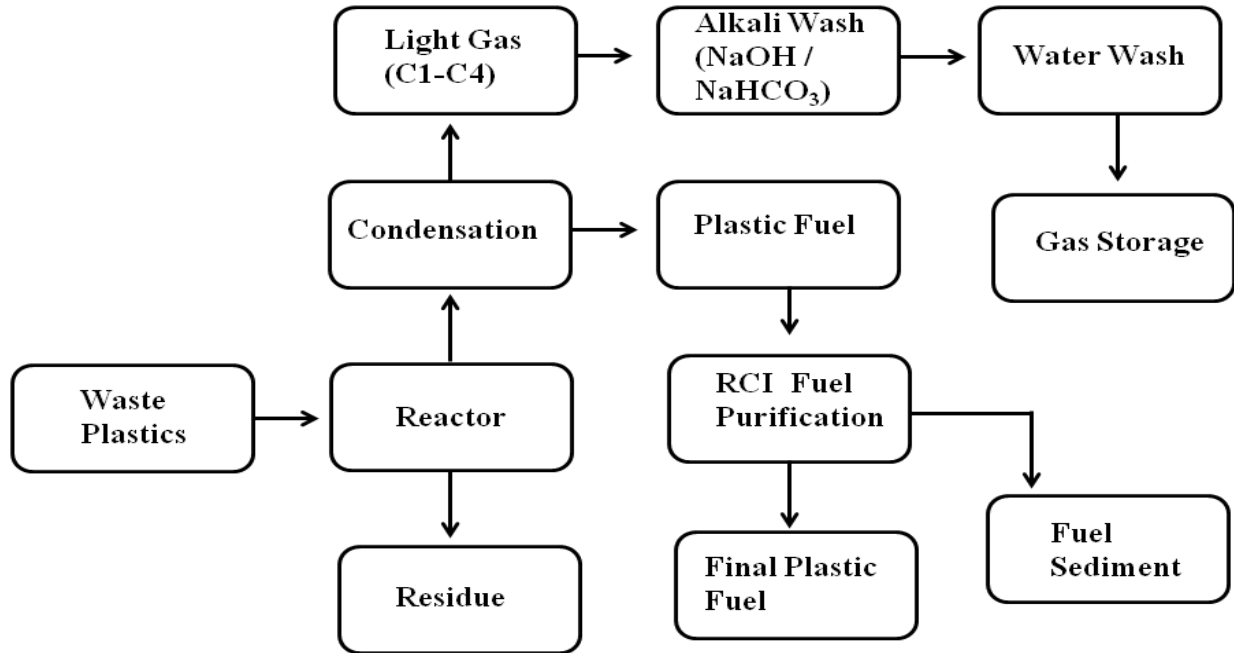 Light Gas
(C1-C4)
Alkali Wash
(NaOH /
NaHCO₃)
Water Wash
Condensation
Plastic Fuel
Gas Storage
Waste
Plastics
Reactor
RCI Fuel
Purification
Residue
Final Plastic
Fuel
Fuel
Sediment